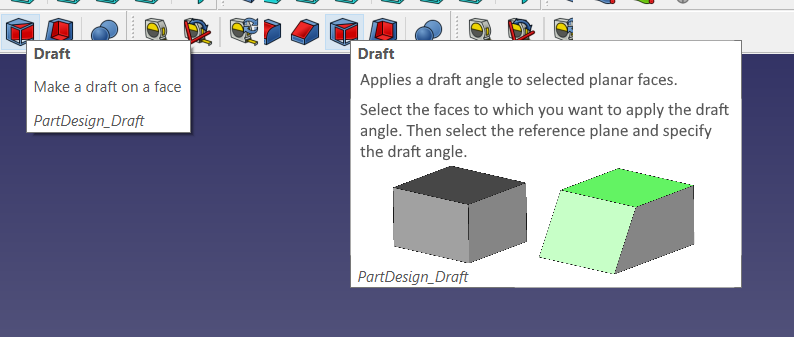 Draft
Make a draft on a face
PartDesign_Draft
Draft
Applies a draft angle to selected planar faces.
Select the faces to which you want to apply the draft
angle. Then select the reference plane and specify
the draft angle.
PartDesign_Draft